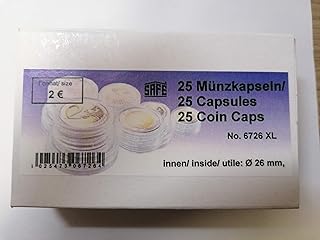 Format/ size
2 €
SAFE
25 Münzkapseln/
25 Capsules
25 Coin Caps
No. 6726 XL
innen/ inside/ utile: Ø 26 mm,